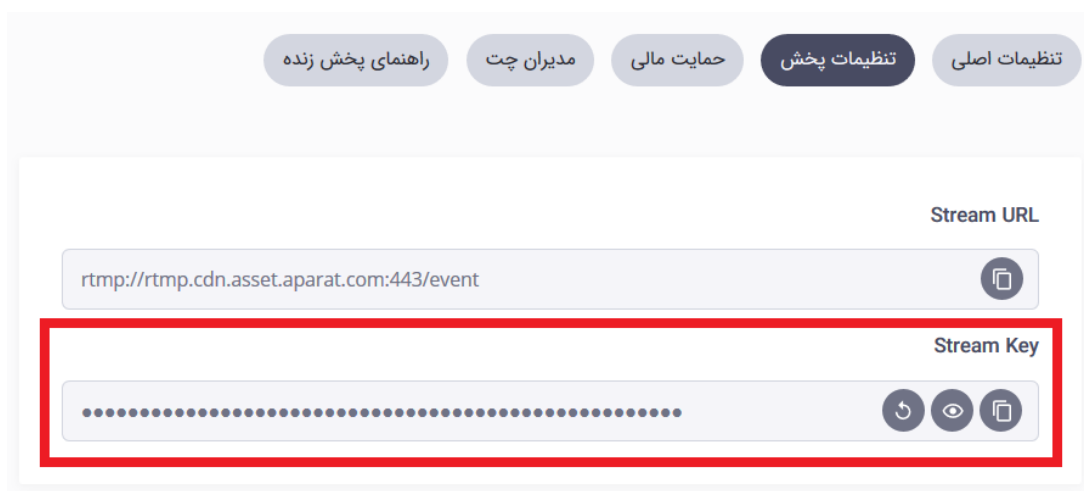 تنظیمات اصلی
تنظیمات پخش
حمایت مالی
مدیران چت
راهنمای پخش زنده
Stream URL
rtmp://rtmp.cdn.asset.aparat.com:443/event
Stream Key